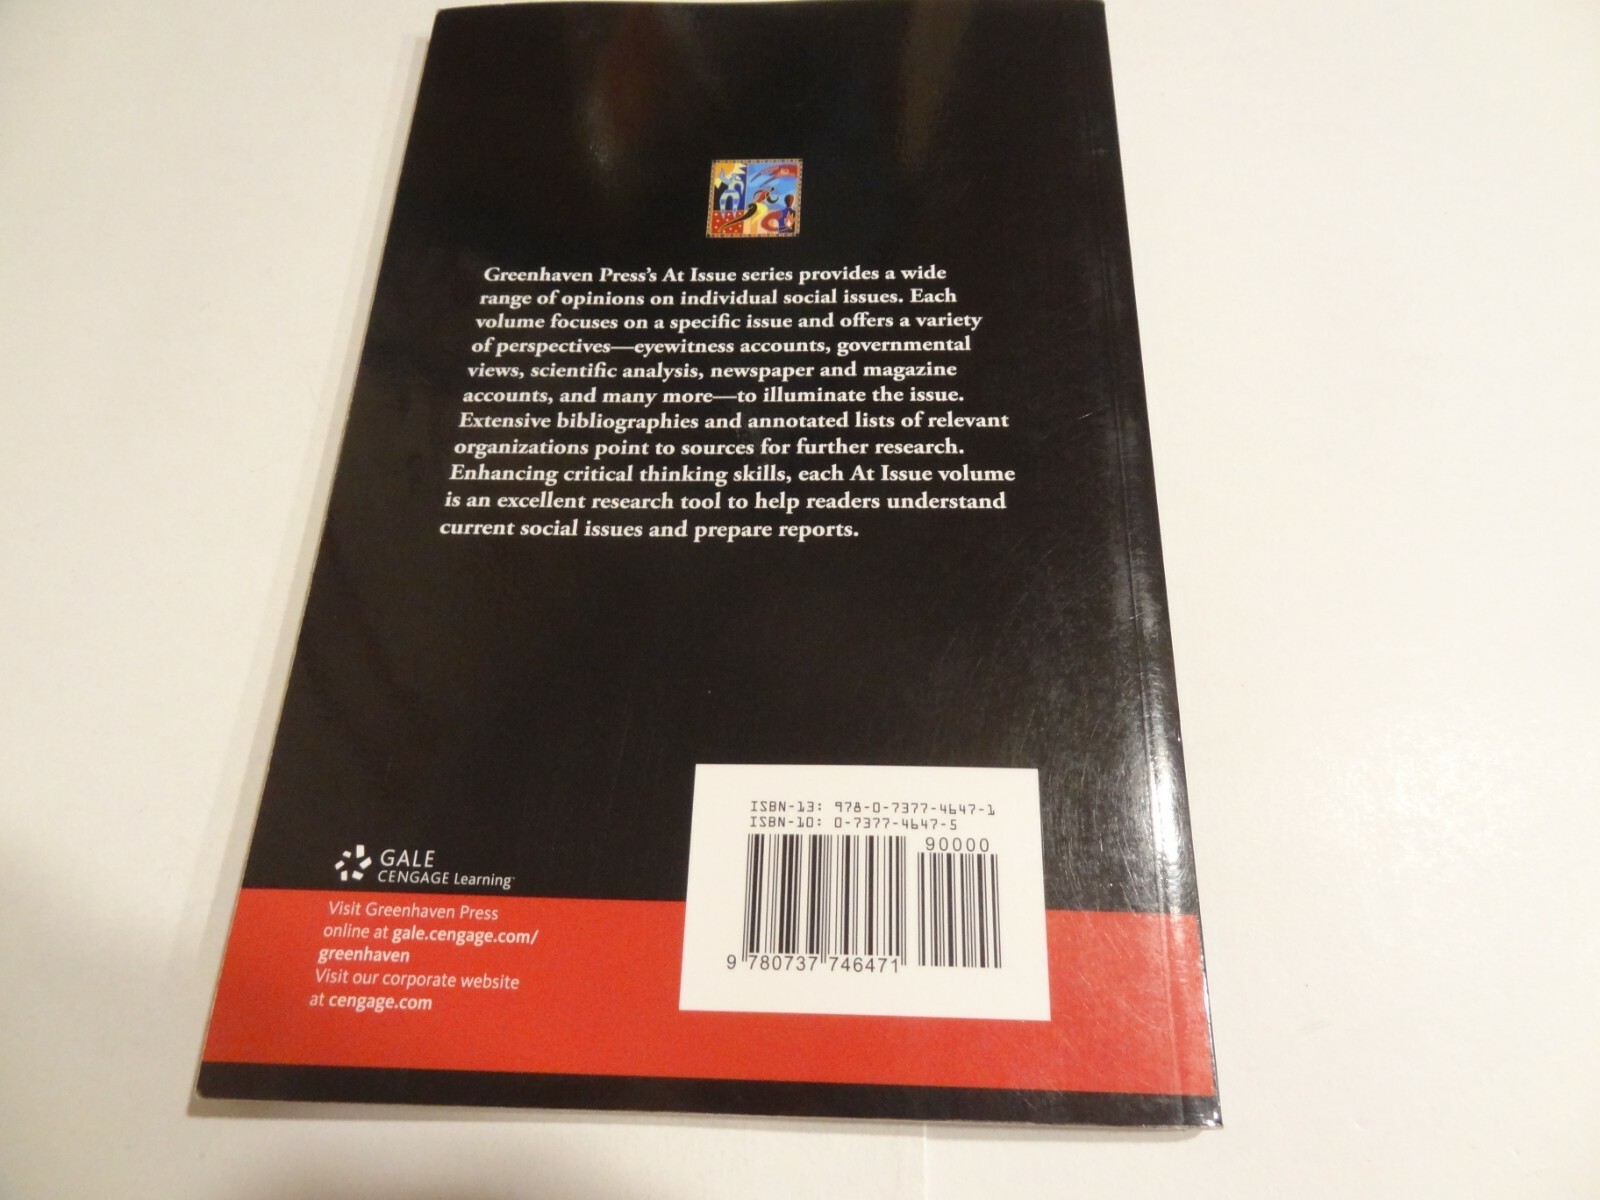 Greenhaven Press's At Issue series provides a wide
range of opinions on individual social issues. Each
volume focuses on a specific issue and offers a variety
of perspectives—eyewitness accounts, governmental
views, scientific analysis, newspaper and magazine
accounts, and many more—to illuminate the issue.
Extensive bibliographies and annotated lists of relevant
organizations point to sources for further research.
Enhancing critical thinking skills, each At Issue volume
is an excellent research tool to help readers understand
current social issues and prepare reports.
GALE
CENGAGE Learning™
Visit Greenhaven Press
online at gale.cengage.com/
greenhaven
Visit our corporate website
at cengage.com
ISBN-13: 978-0-7377-4647-1
ISBN-10: 0-7377-4647-5
90000
9 780737 746471